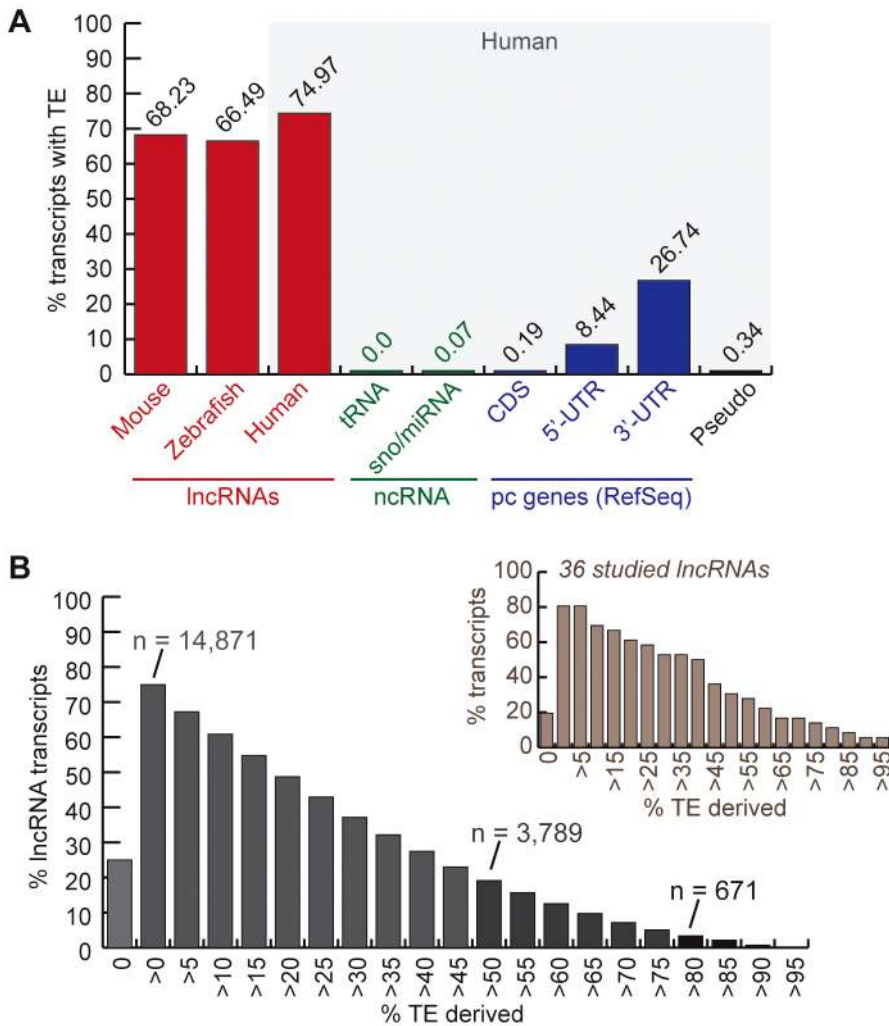 A
Human
% transcripts with TE
100
90
80
70
60
50
40
30
20
10
0
68.23
66.49
74.97
0.0
0.07
0.19
8.44
26.74
0.34
Mouse
Zebrafish
Human
tRNA
sno/miRNA
CDS
5'-UTR
3'-UTR
Pseudo
lncRNAs
ncRNA
pc genes (RefSeq)
B
% lncRNA transcripts
100
90
80
70
60
50
40
30
20
10
0
n = 14,871
n = 3,789
n = 671
0
>0
>5
>10
>15
>20
>25
>30
>35
>40
>45
>50
>55
>60
>65
>70
>75
>80
>85
>90
>95
% TE derived
36 studied lncRNAs
% transcripts
100
80
60
40
20
0
0
>5
>15
>25
>35
>45
>55
>65
>75
>85
>95
% TE derived